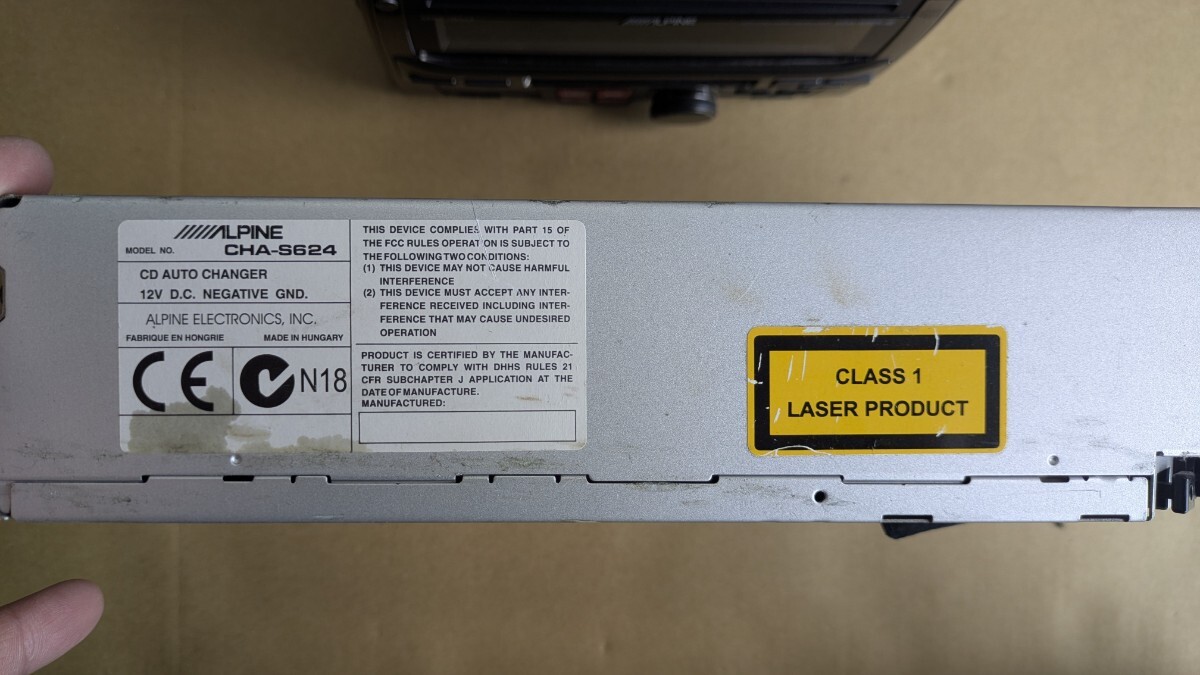 ALPINE
ALPINE
MODEL NO. CHA-S624
CD AUTO CHANGER
12V D.C. NEGATIVE GND.
ALPINE ELECTRONICS, INC.
FABRIQUE EN HONGRIE MADE IN HUNGARY
CE N18
THIS DEVICE COMPLIES WITH PART 15 OF
THE FCC RULES OPERATION IS SUBJECT TO
THE FOLLOWING TWO CONDITIONS:
(1) THIS DEVICE MAY NOT CAUSE HARMFUL
INTERFERENCE
(2) THIS DEVICE MUST ACCEPT ANY INTER-
FERENCE RECEIVED INCLUDING INTER-
FERENCE THAT MAY CAUSE UNDESIRED
OPERATION
PRODUCT IS CERTIFIED BY THE MANUFAC-
TURER TO COMPLY WITH DHHS RULES 21
CFR SUBCHAPTER J APPLICATION AT THE
DATE OF MANUFACTURE.
MANUFACTURED:
CLASS 1
LASER PRODUCT